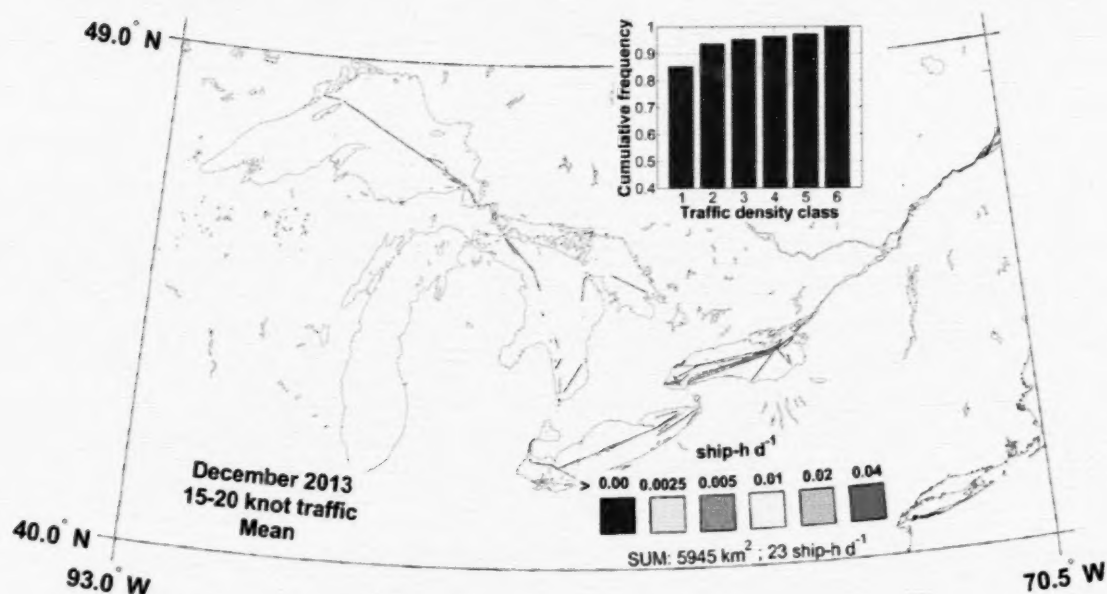 49.0° N
1
0.9
0.8
0.7
0.6
0.5
0.4
Cumulative frequency
1 2 3 4 5 6
Traffic density class
December 2013
15-20 knot traffic
Mean
ship-h d⁻¹
> 0.00 0.0025 0.005 0.01 0.02 0.04
SUM: 5945 km² ; 23 ship-h d⁻¹
40.0° N
93.0° W
70.5° W